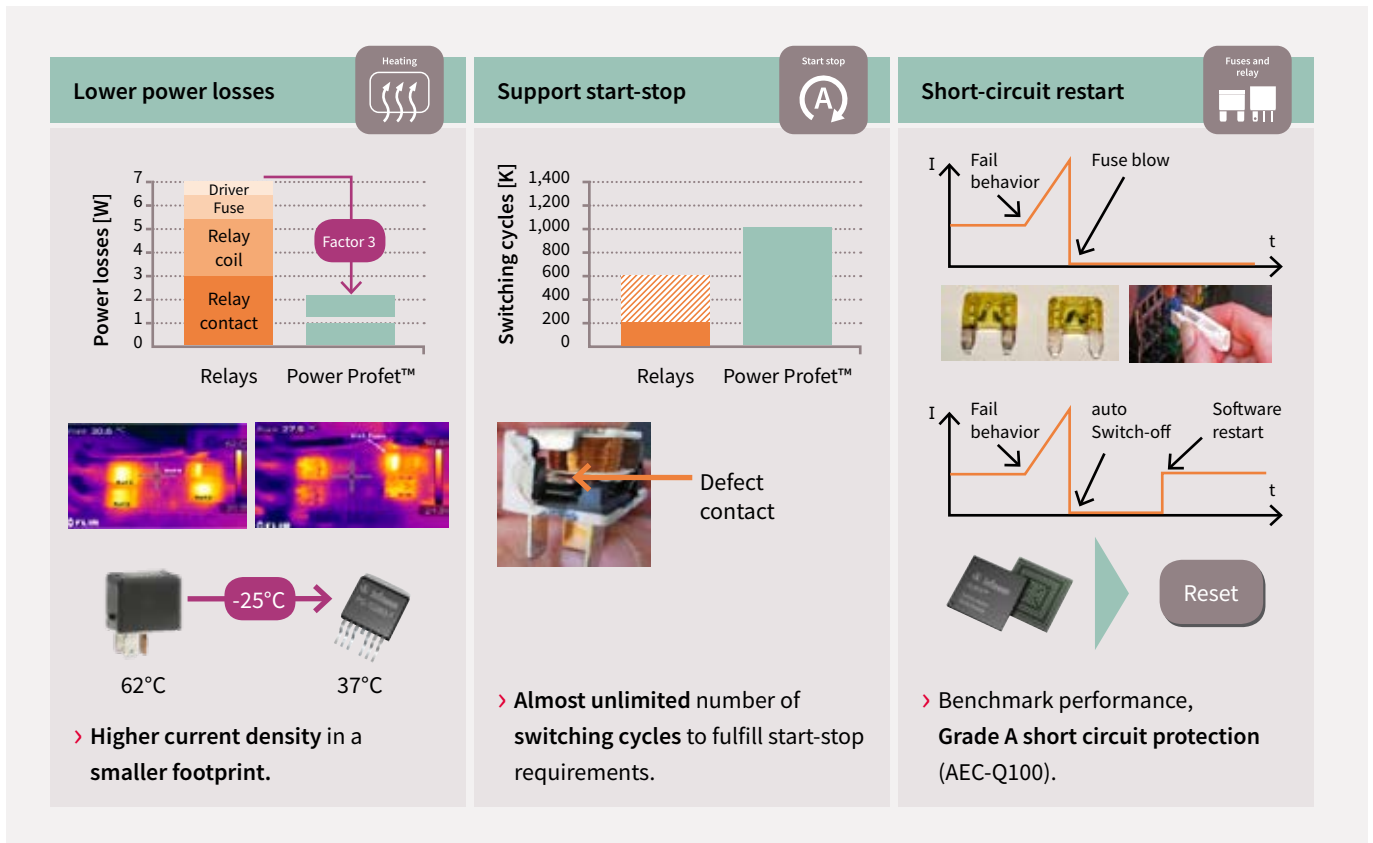 Lower power losses
Heating
Power losses [W]
7
6
5
4
3
2
1
0
Driver
Fuse
Relay
coil
Relay
contact
Factor 3
Relays
Power Profet™
FLIR
-25°C
62°C
37°C
› Higher current density in a
smaller footprint.
Support start-stop
Start stop
A
Switching cycles [K]
1,400
1,200
1,000
800
600
400
200
0
Relays
Power Profet™
Defect
contact
› Almost unlimited number of
switching cycles to fulfill start-stop
requirements.
Short-circuit restart
Fuses and
relay
I
Fail
behavior
Fuse blow
t
I
Fail
behavior
auto
Switch-off
Software
restart
t
Infineon
Reset
› Benchmark performance,
Grade A short circuit protection
(AEC-Q100).